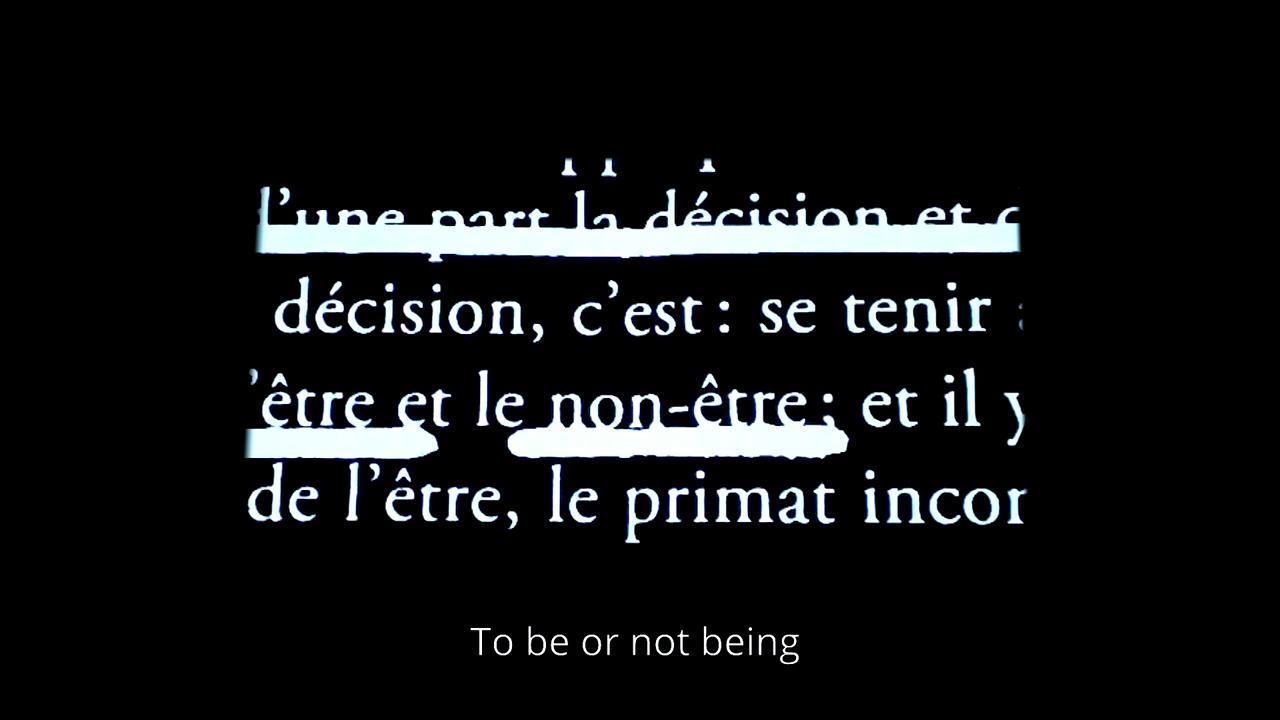 l'une part la décision et
décision, c'est : se tenir
'être et le non-être ; et il y
de l'être, le primat incor
To be or not being